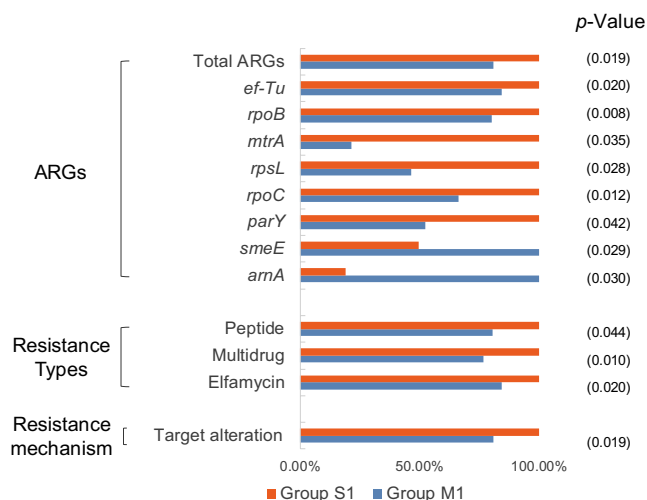 p-Value
Total ARGs (0.019)
ef-Tu (0.020)
rpoB (0.008)
mtrA (0.035)
ARGs
rpsL (0.028)
rpoC (0.012)
parY (0.042)
smeE (0.029)
arnA (0.030)
Resistance
Types
Peptide (0.044)
Multidrug (0.010)
Elfamycin (0.020)
Resistance
mechanism
Target alteration (0.019)
0.00% 50.00% 100.00%
Group S1 Group M1